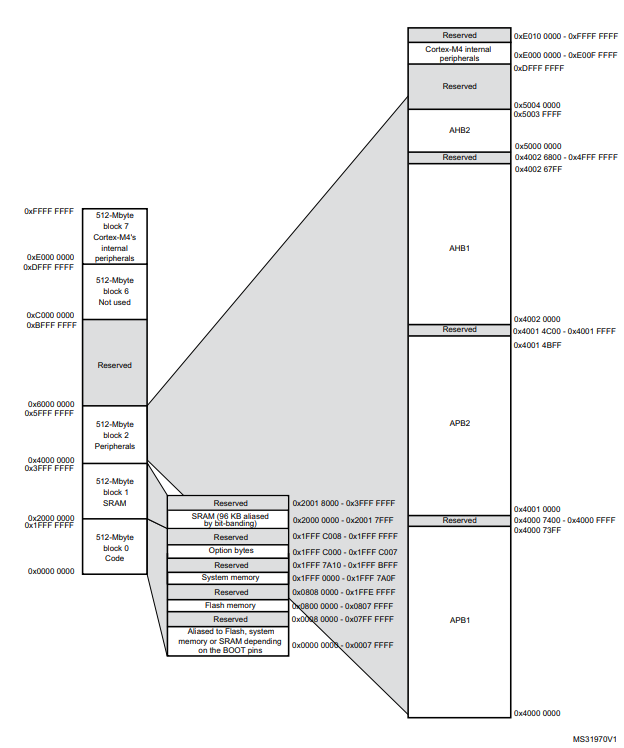 0xFFFF FFFF
512-Mbyte
block 7
Cortex-M4's
internal
peripherals
0xE000 0000
0xDFFF FFFF
512-Mbyte
block 6
Not used
0xC000 0000
0xBFFF FFFF
Reserved
0x6000 0000
0x5FFF FFFF
512-Mbyte
block 2
Peripherals
0x4000 0000
0x3FFF FFFF
512-Mbyte
block 1
SRAM
0x2000 0000
0x1FFF FFFF
512-Mbyte
block 0
Code
0x0000 0000
Reserved
0x2001 8000 - 0x3FFF FFFF
SRAM (96 KB aliased
by bit-banding)
0x2000 0000 - 0x2001 7FFF
Reserved
0x1FFF C008 - 0x1FFF FFFF
Option bytes
0x1FFF C000 - 0x1FFF C007
Reserved
0x1FFF 7A10 - 0x1FFF BFFF
System memory
0x1FFF 0000 - 0x1FFF 7A0F
Reserved
0x0808 0000 - 0x1FFE FFFF
Flash memory
0x0800 0000 - 0x0807 FFFF
Reserved
0x0008 0000 - 0x07FF FFFF
Aliased to Flash, system
memory or SRAM depending
on the BOOT pins
0x0000 0000 - 0x0007 FFFF
Reserved
0xE010 0000 - 0xFFFF FFFF
Cortex-M4 internal
peripherals
0xE000 0000 - 0xE00F FFFF
0xDFFF FFFF
Reserved
0x5004 0000
0x5003 FFFF
AHB2
0x5000 0000
Reserved
0x4002 6800 - 0x4FFF FFFF
0x4002 67FF
AHB1
0x4002 0000
Reserved
0x4001 4C00 - 0x4001 FFFF
0x4001 4BFF
APB2
0x4001 0000
Reserved
0x4000 7400 - 0x4000 FFFF
0x4000 73FF
APB1
0x4000 0000
MS31970V1